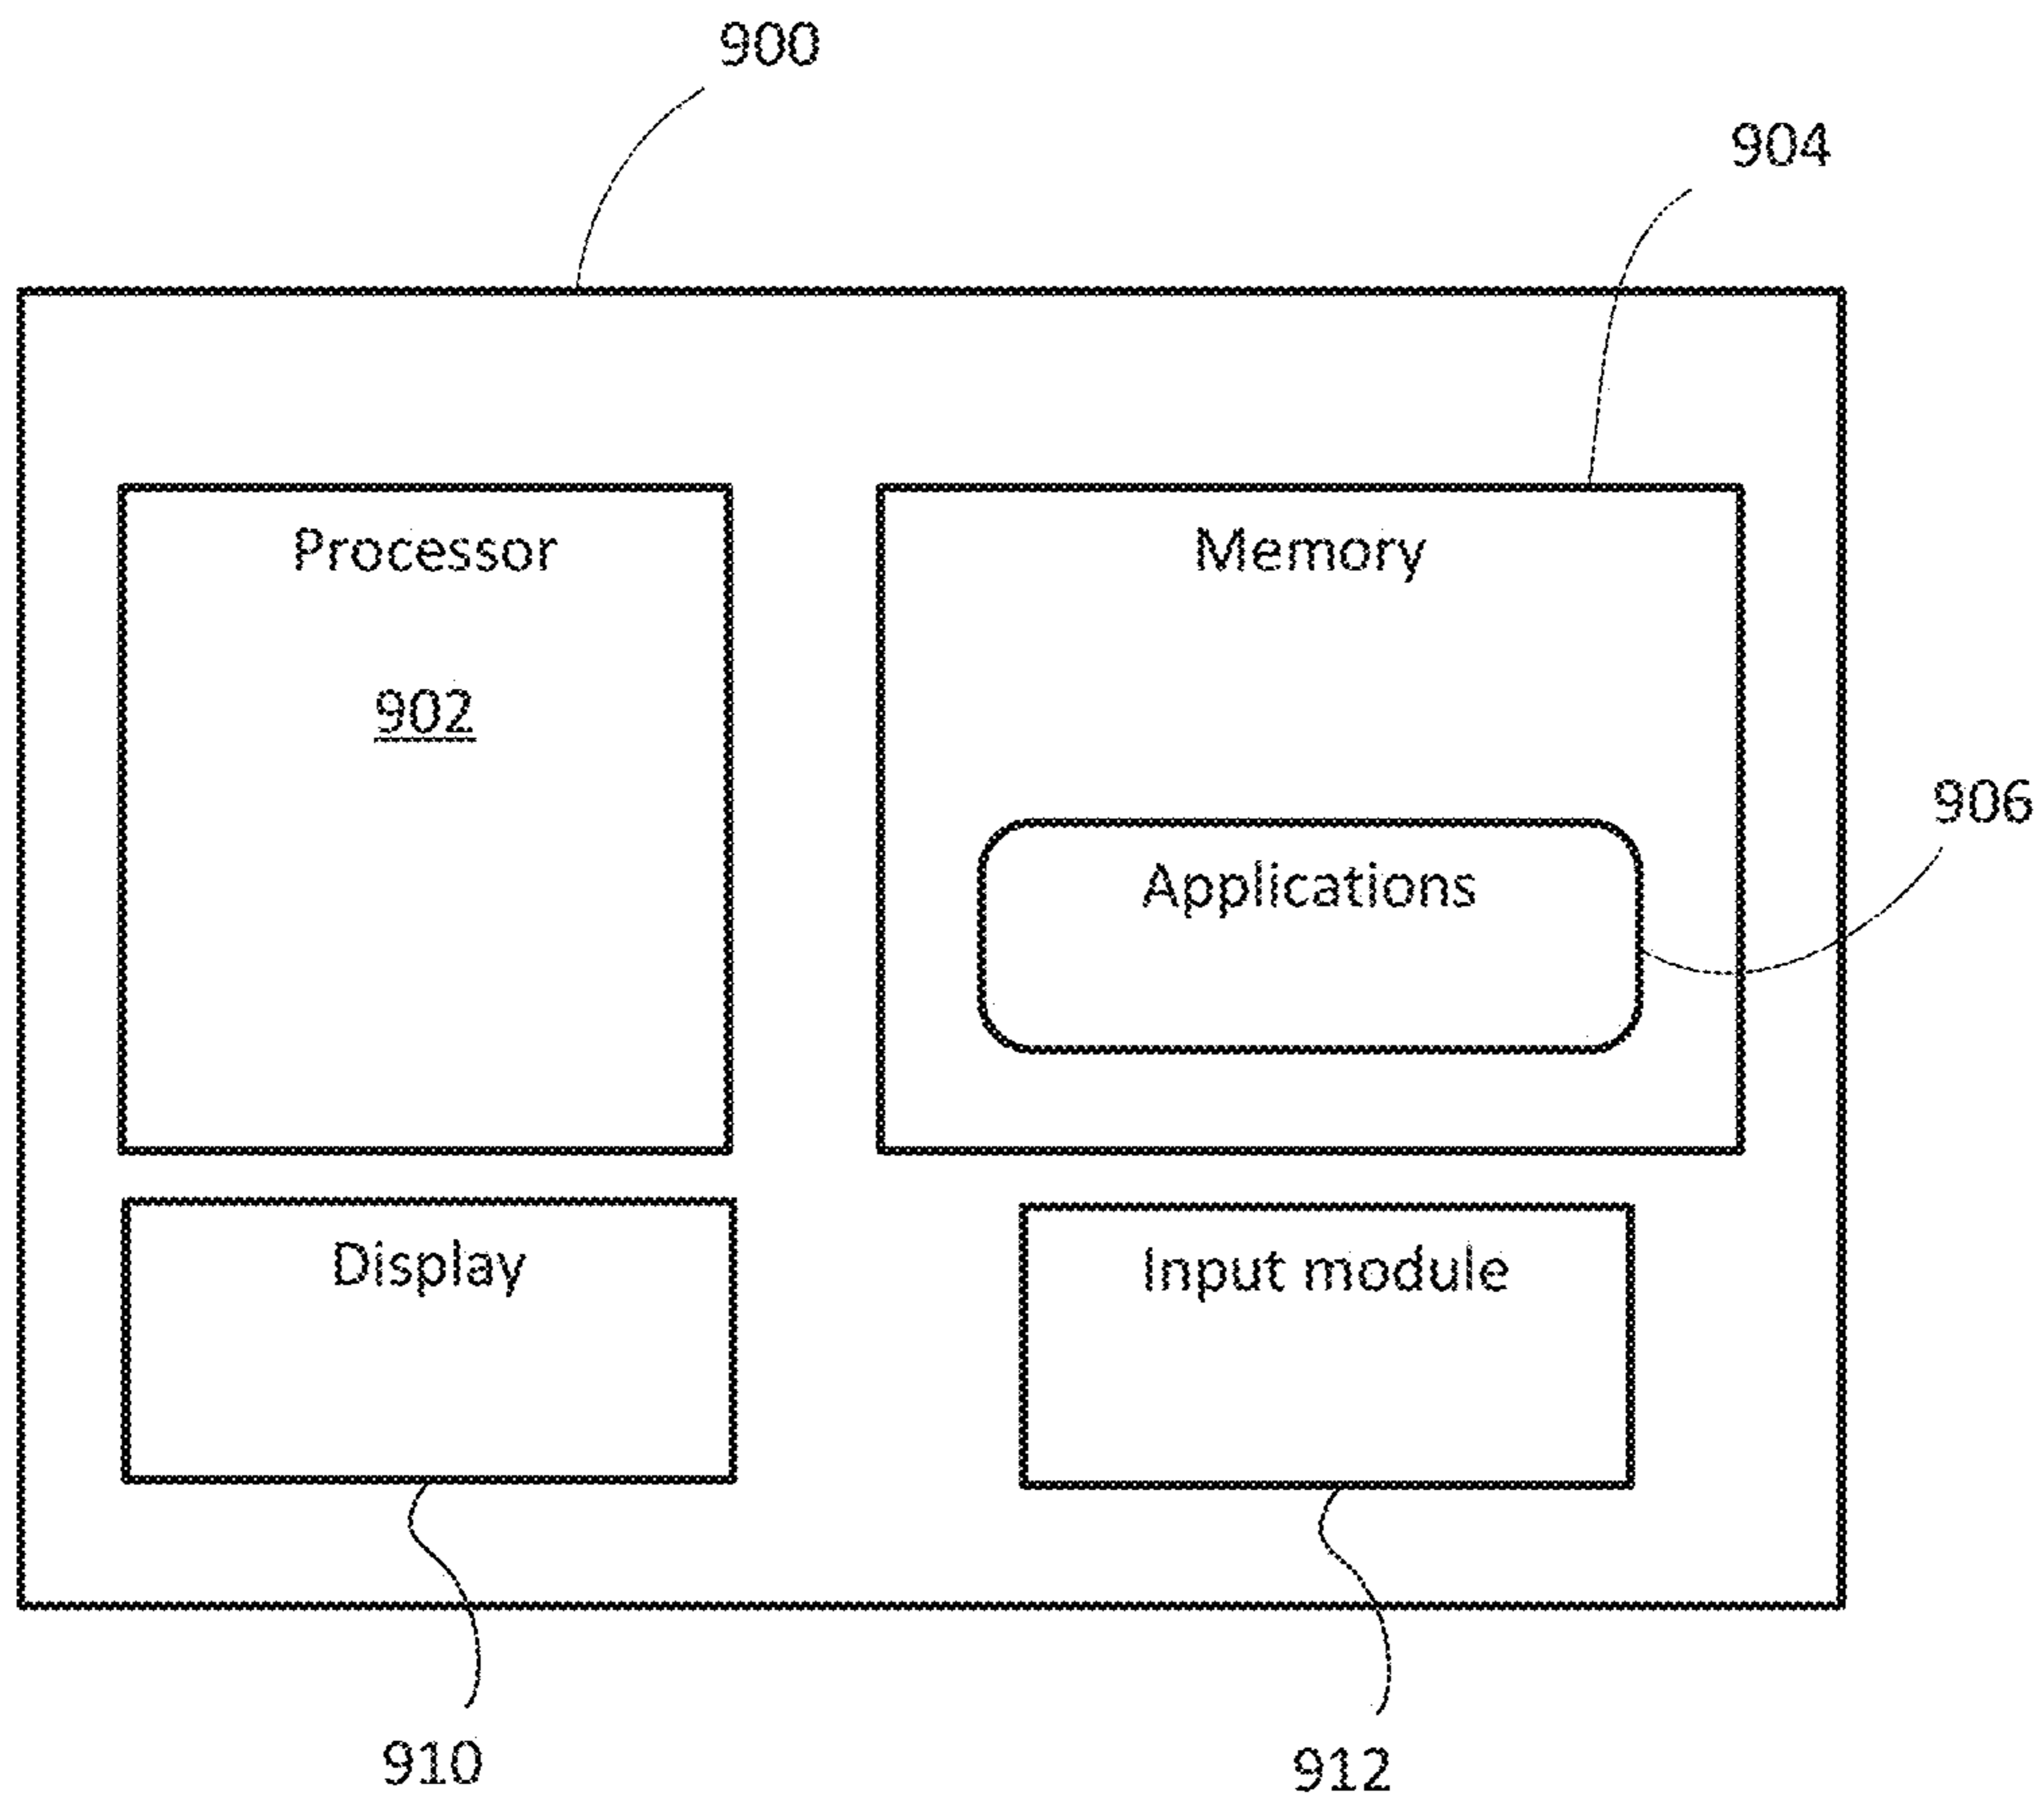 900
904
Processor
902
Memory
906
Applications
Display
Input module
910
912